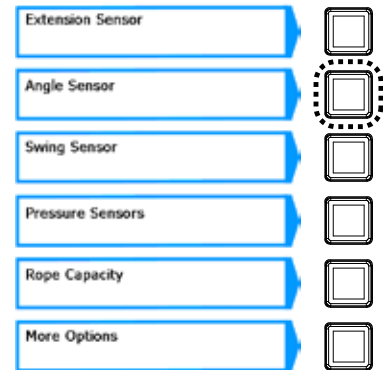 Extension Sensor
Angle Sensor
Swing Sensor
Pressure Sensors
Rope Capacity
More Options